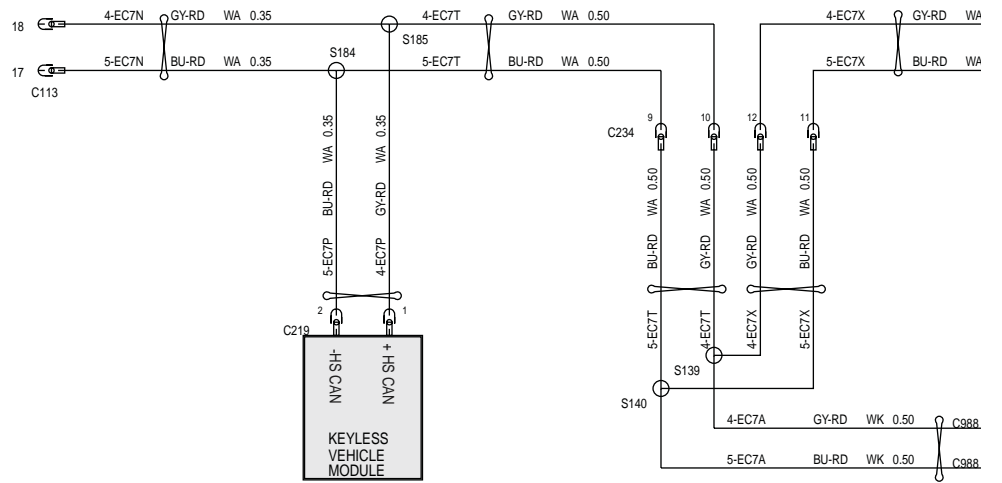 18 4-EC7N GY-RD WA 0.35 4-EC7T GY-RD WA 0.50 4-EC7X GY-RD WA
S185
S184
17 5-EC7N BU-RD WA 0.35 5-EC7T BU-RD WA 0.50 5-EC7X BU-RD WA
C113
9 10 12 11
C234
5-EC7P BU-RD WA 0.35
4-EC7P GY-RD WA 0.35
5-EC7T BU-RD WA 0.50
4-EC7T GY-RD WA 0.50
4-EC7X GY-RD WA 0.50
5-EC7X BU-RD WA 0.50
2 1
C219
-HS CAN
+ HS CAN
KEYLESS
VEHICLE
MODULE
S139
S140
4-EC7A GY-RD WK 0.50 C988
5-EC7A BU-RD WK 0.50 C988